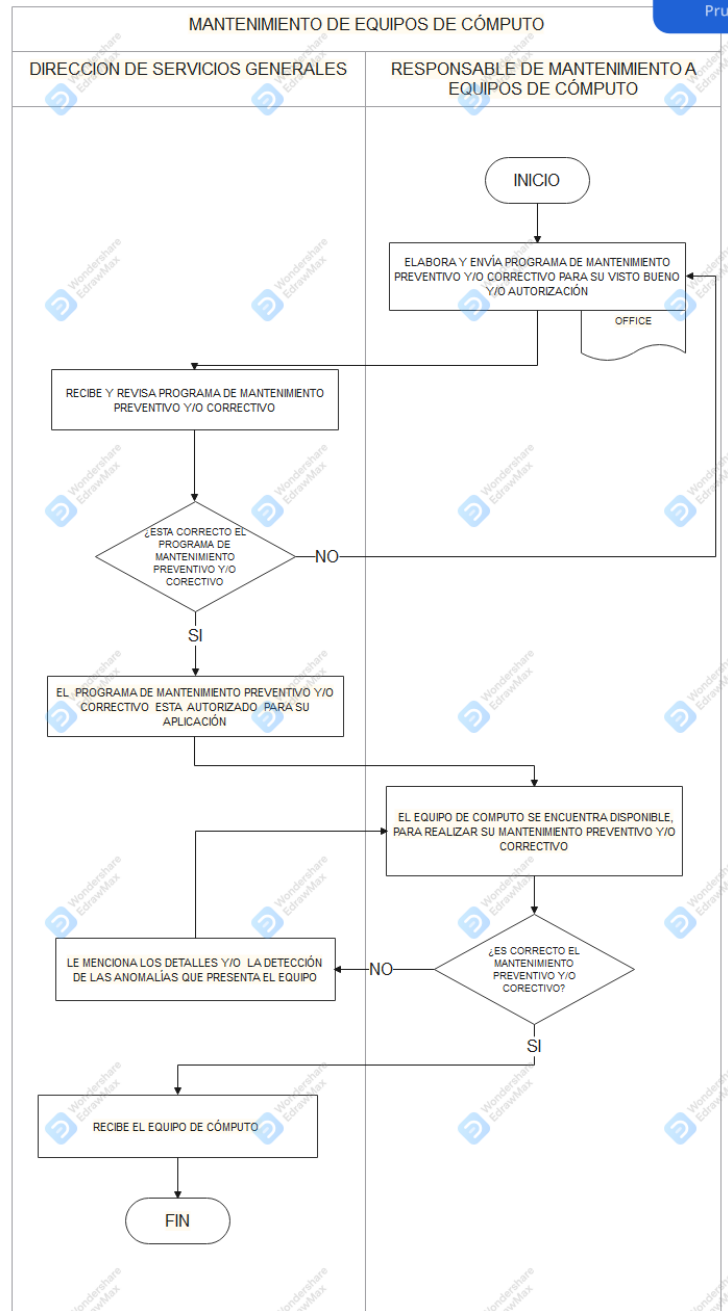 Pru
MANTENIMIENTO DE EQUIPOS DE CÓMPUTO
DIRECCION DE SERVICIOS GENERALES
RESPONSABLE DE MANTENIMIENTO A
EQUIPOS DE CÓMPUTO
INICIO
ELABORA Y ENVÍA PROGRAMA DE MANTENIMIENTO
PREVENTIVO Y/O CORRECTIVO PARA SU VISTO BUENO
Y/O AUTORIZACIÓN
OFFICE
RECIBE Y REVISA PROGRAMA DE MANTENIMIENTO
PREVENTIVO Y/O CORRECTIVO
¿ESTA CORRECTO EL
PROGRAMA DE
MANTENIMIENTO
PREVENTIVO Y/O
CORECTIVO
NO
SI
EL PROGRAMA DE MANTENIMIENTO PREVENTIVO Y/O
CORRECTIVO ESTA AUTORIZADO PARA SU
APLICACIÓN
EL EQUIPO DE COMPUTO SE ENCUENTRA DISPONIBLE,
PARA REALIZAR SU MANTENIMIENTO PREVENTIVO Y/O
CORRECTIVO
¿ES CORRECTO EL
MANTENIMIENTO
PREVENTIVO Y/O
CORECTIVO?
NO
LE MENCIONA LOS DETALLES Y/O LA DETECCIÓN
DE LAS ANOMALÍAS QUE PRESENTA EL EQUIPO
SI
RECIBE EL EQUIPO DE CÓMPUTO
FIN
Wondershare
EdrawMax